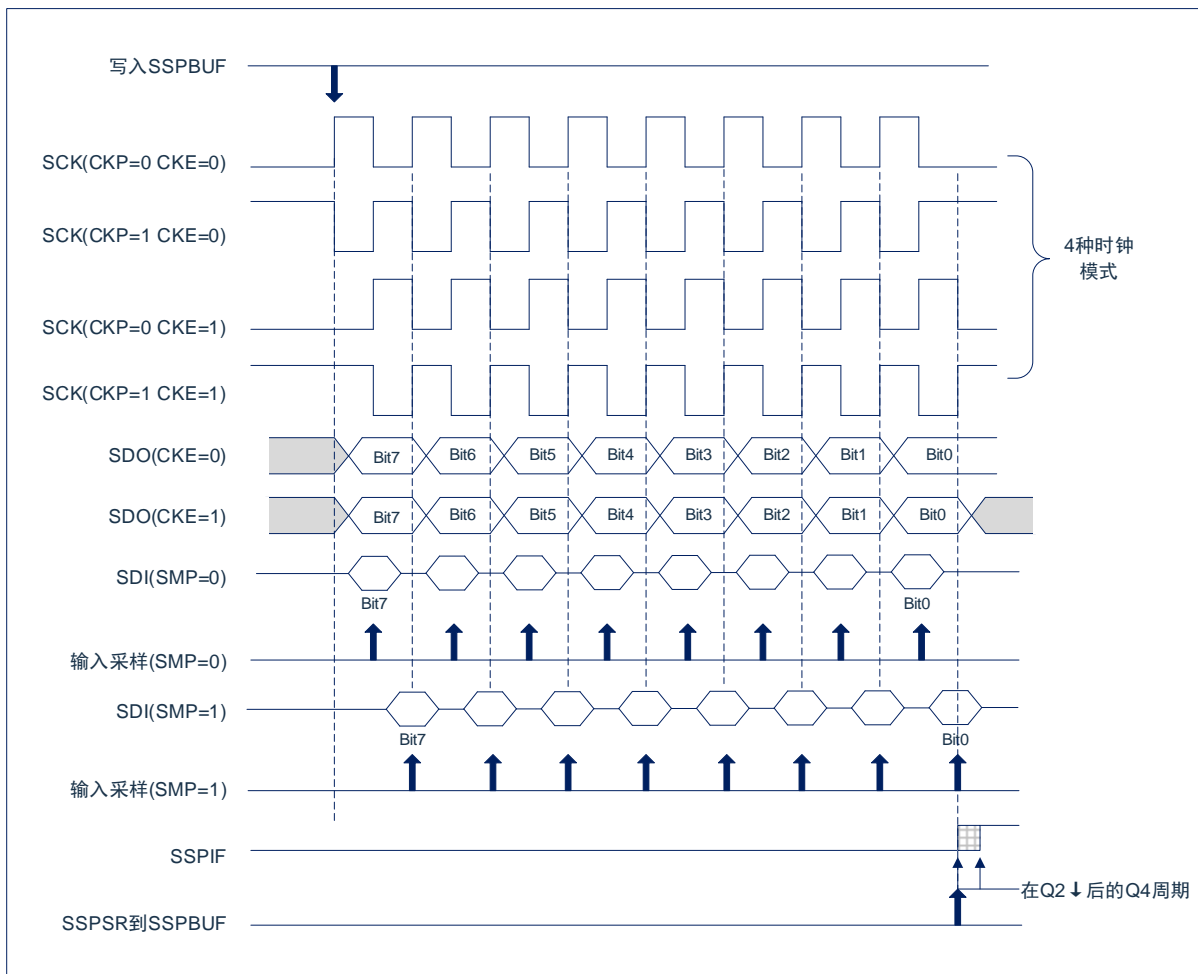 写入SSPBUF
SCK(CKP=0 CKE=0)
SCK(CKP=1 CKE=0)
4种时钟
模式
SCK(CKP=0 CKE=1)
SCK(CKP=1 CKE=1)
SDO(CKE=0)
Bit7 Bit6 Bit5 Bit4 Bit3 Bit2 Bit1 Bit0
SDO(CKE=1)
Bit7 Bit6 Bit5 Bit4 Bit3 Bit2 Bit1 Bit0
SDI(SMP=0)
Bit7 Bit0
输入采样(SMP=0)
SDI(SMP=1)
Bit7 Bit0
输入采样(SMP=1)
SSPIF
在Q2↓后的Q4周期
SSPSR到SSPBUF